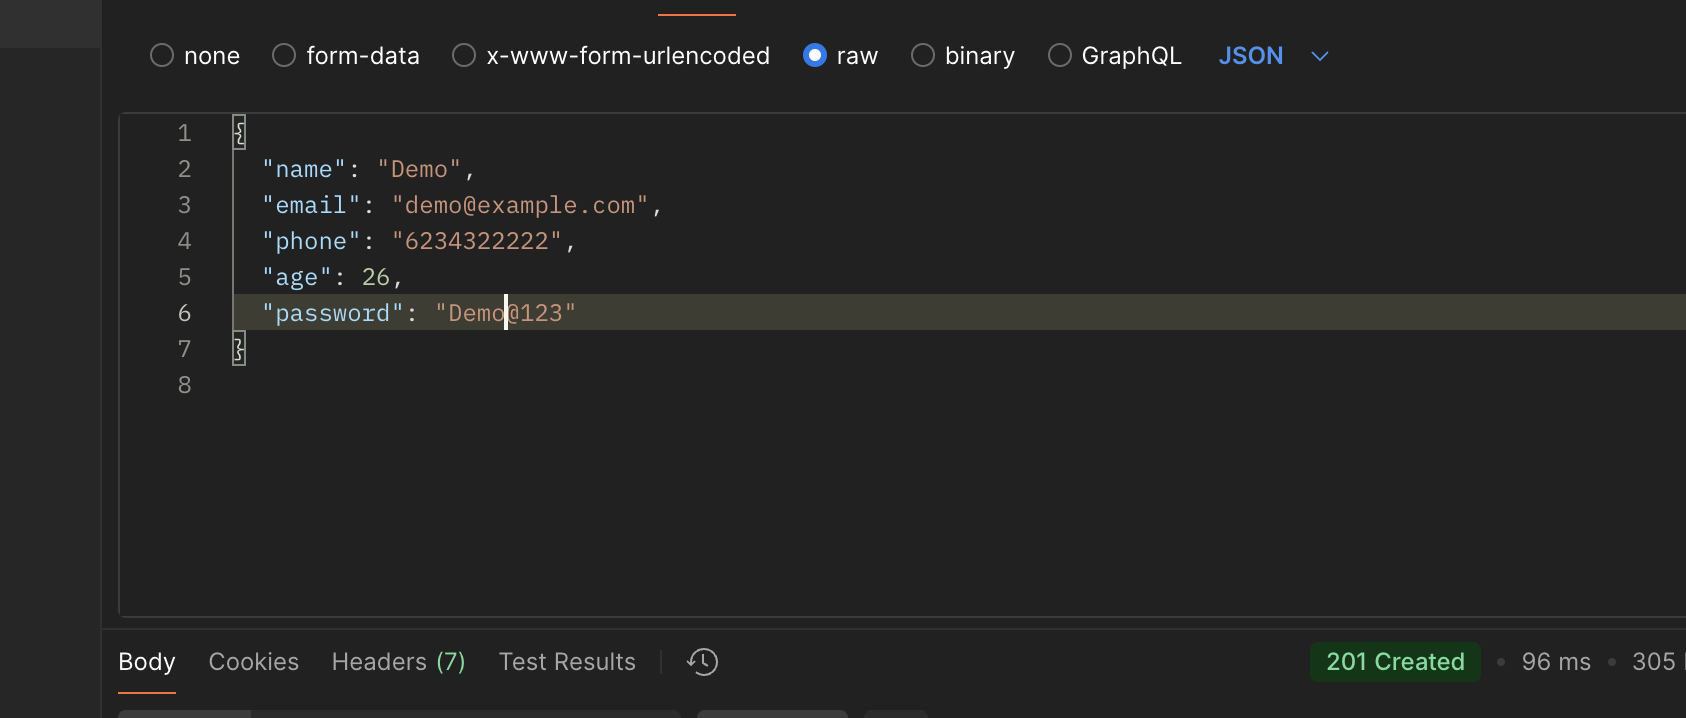 none form-data x-www-form-urlencoded raw binary GraphQL JSON
1 {
2 "name": "Demo",
3 "email": "demo@example.com",
4 "phone": "6234322222",
5 "age": 26,
6 "password": "Demo@123"
7 }
8
Body Cookies Headers (7) Test Results 201 Created • 96 ms • 305